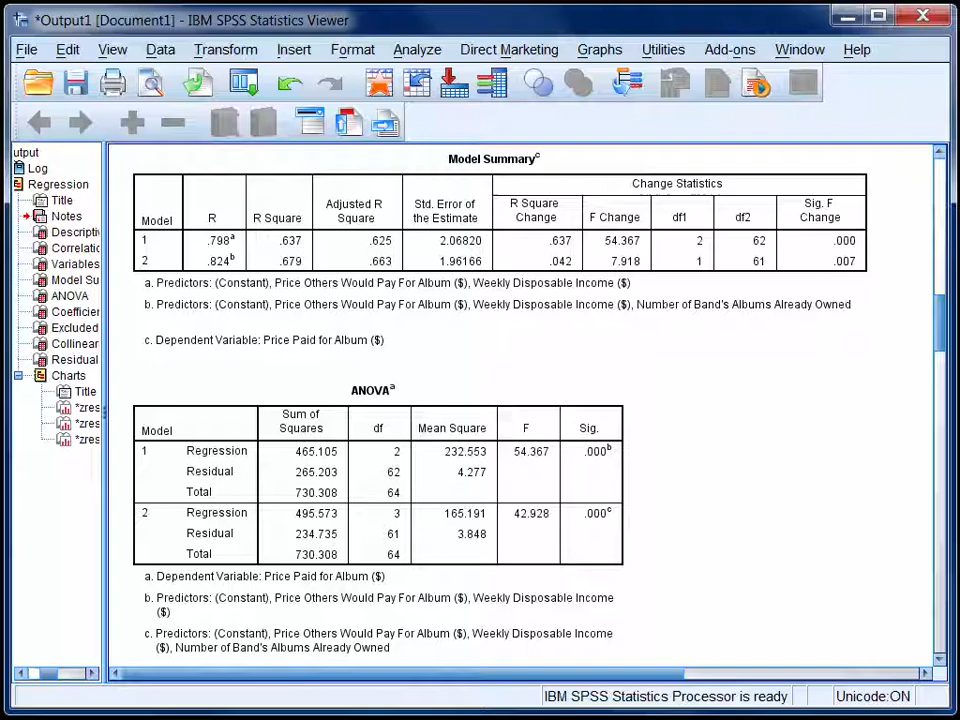 *Output1 [Document1] - IBM SPSS Statistics Viewer
File Edit View Data Transform Insert Format Analyze Direct Marketing Graphs Utilities Add-ons Window Help
utput
Log
Regression
Title
Notes
Descripti
Correlatic
Variables
Model Su
ANOVA
Coefficier
Excluded
Collinear
Residual
Charts
Title
*zres
*zres
*zres
Model Summaryc
Change Statistics
Model R R Square Adjusted R Square Std. Error of the Estimate R Square Change F Change df1 df2 Sig. F Change
1 .798a .637 .625 2.06820 .637 54.367 2 62 .000
2 .824b .679 .663 1.96166 .042 7.918 1 61 .007
a. Predictors: (Constant), Price Others Would Pay For Album ($), Weekly Disposable Income ($)
b. Predictors: (Constant), Price Others Would Pay For Album ($), Weekly Disposable Income ($), Number of Band's Albums Already Owned
c. Dependent Variable: Price Paid for Album ($)
ANOVAa
Model Sum of Squares df Mean Square F Sig.
1 Regression 465.105 2 232.553 54.367 .000b
Residual 265.203 62 4.277
Total 730.308 64
2 Regression 495.573 3 165.191 42.928 .000c
Residual 234.735 61 3.848
Total 730.308 64
a. Dependent Variable: Price Paid for Album ($)
b. Predictors: (Constant), Price Others Would Pay For Album ($), Weekly Disposable Income
($)
c. Predictors: (Constant), Price Others Would Pay For Album ($), Weekly Disposable Income
($), Number of Band's Albums Already Owned
IBM SPSS Statistics Processor is ready
Unicode:ON